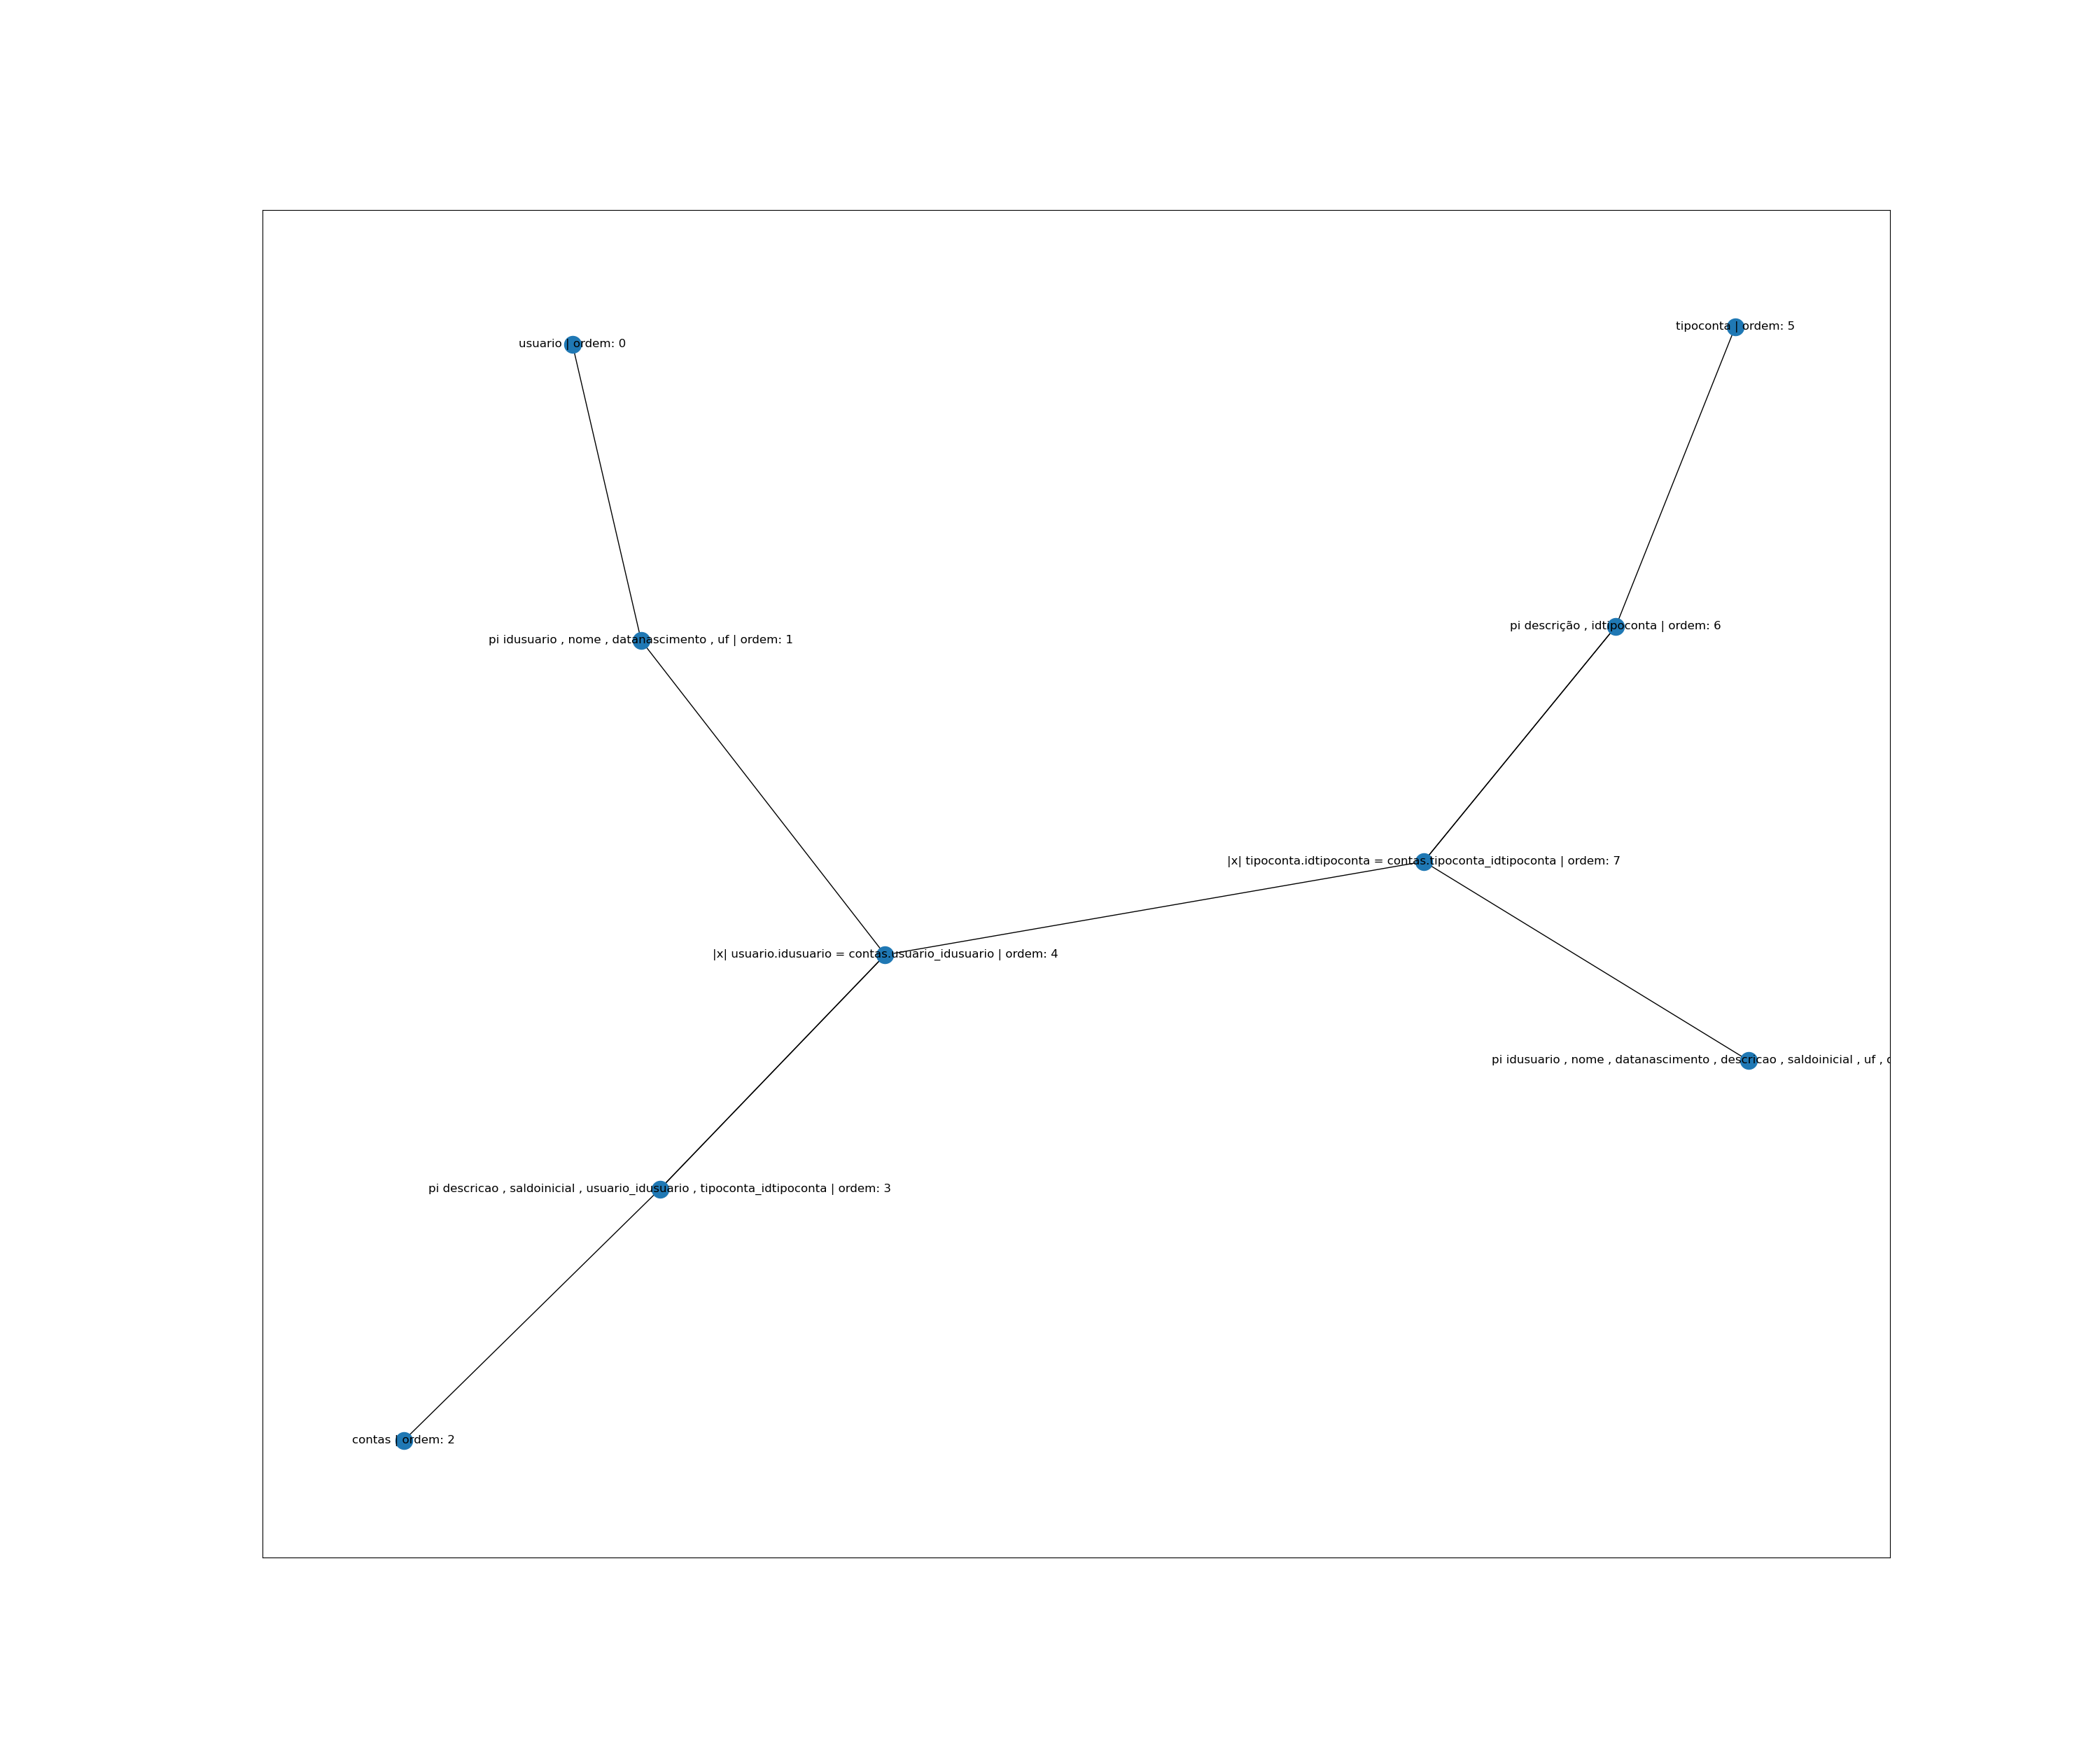 tipoconta | ordem: 5
usuario | ordem: 0
pi descrição , idtipoconta | ordem: 6
pi idusuario , nome , datanascimento , uf | ordem: 1
|x| tipoconta.idtipoconta = contas.tipoconta_idtipoconta | ordem: 7
|x| usuario.idusuario = contas.usuario_idusuario | ordem: 4
pi idusuario , nome , datanascimento , descricao , saldoinicial , uf ,
pi descricao , saldoinicial , usuario_idusuario , tipoconta_idtipoconta | ordem: 3
contas | ordem: 2